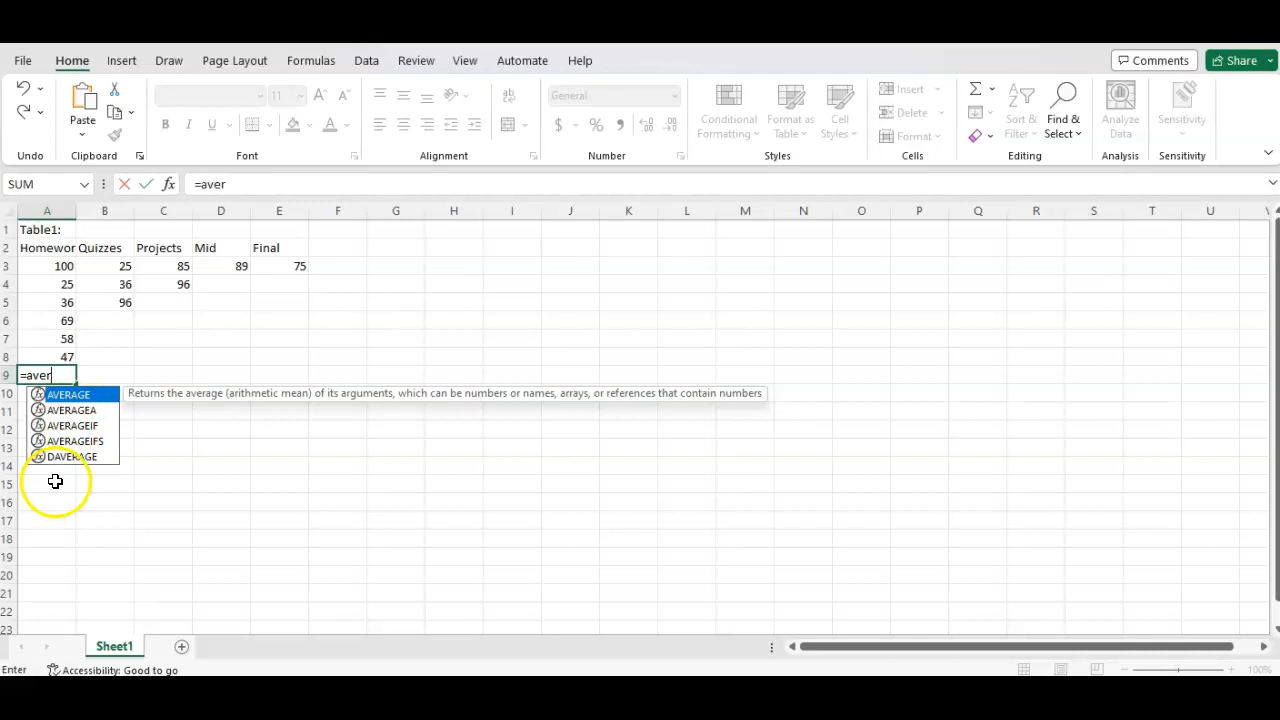 File Home Insert Draw Page Layout Formulas Data Review View Automate Help Comments Share
11 General
Paste Conditional Formatting Format as Table Cell Styles Insert Delete Format Sort & Filter Find & Select Analyze Data Sensitivity
Undo Clipboard Font Alignment Number Styles Cells Editing Analysis Sensitivity
SUM =aver
A B C D E F G H I J K L M N O P Q R S T U
1 Table1:
2 Homewor Quizzes Projects Mid Final
3 100 25 85 89 75
4 25 36 96
5 36 96
6 69
7 58
8 47
9 =aver
10 AVERAGE Returns the average (arithmetic mean) of its arguments, which can be numbers or names, arrays, or references that contain numbers
11 AVERAGEA
12 AVERAGEIF
13 AVERAGEIFS
14 DAVERAGE
15
16
17
18
19
20
21
22
23
Sheet1
Enter Accessibility: Good to go 100%